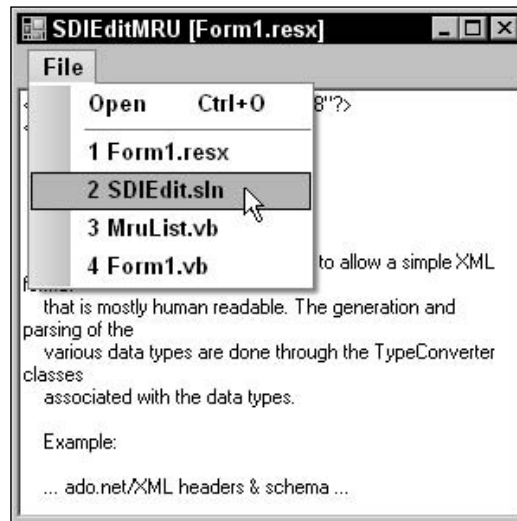 SDIEditMRU [Form1.resx]
File
Open Ctrl+O
8"?>
<
1 Form1.resx
2 SDIEdit.sln
3 MruList.vb
4 Form1.vb
to allow a simple XML
that is mostly human readable. The generation and
parsing of the
various data types are done through the TypeConverter
classes
associated with the data types.
Example:
... ado.net/XML headers & schema ...